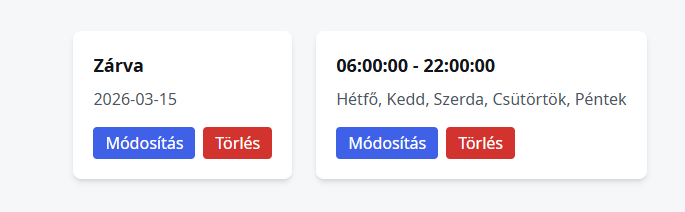 Zárva
2026-03-15
Módosítás Törlés
06:00:00 - 22:00:00
Hétfő, Kedd, Szerda, Csütörtök, Péntek
Módosítás Törlés